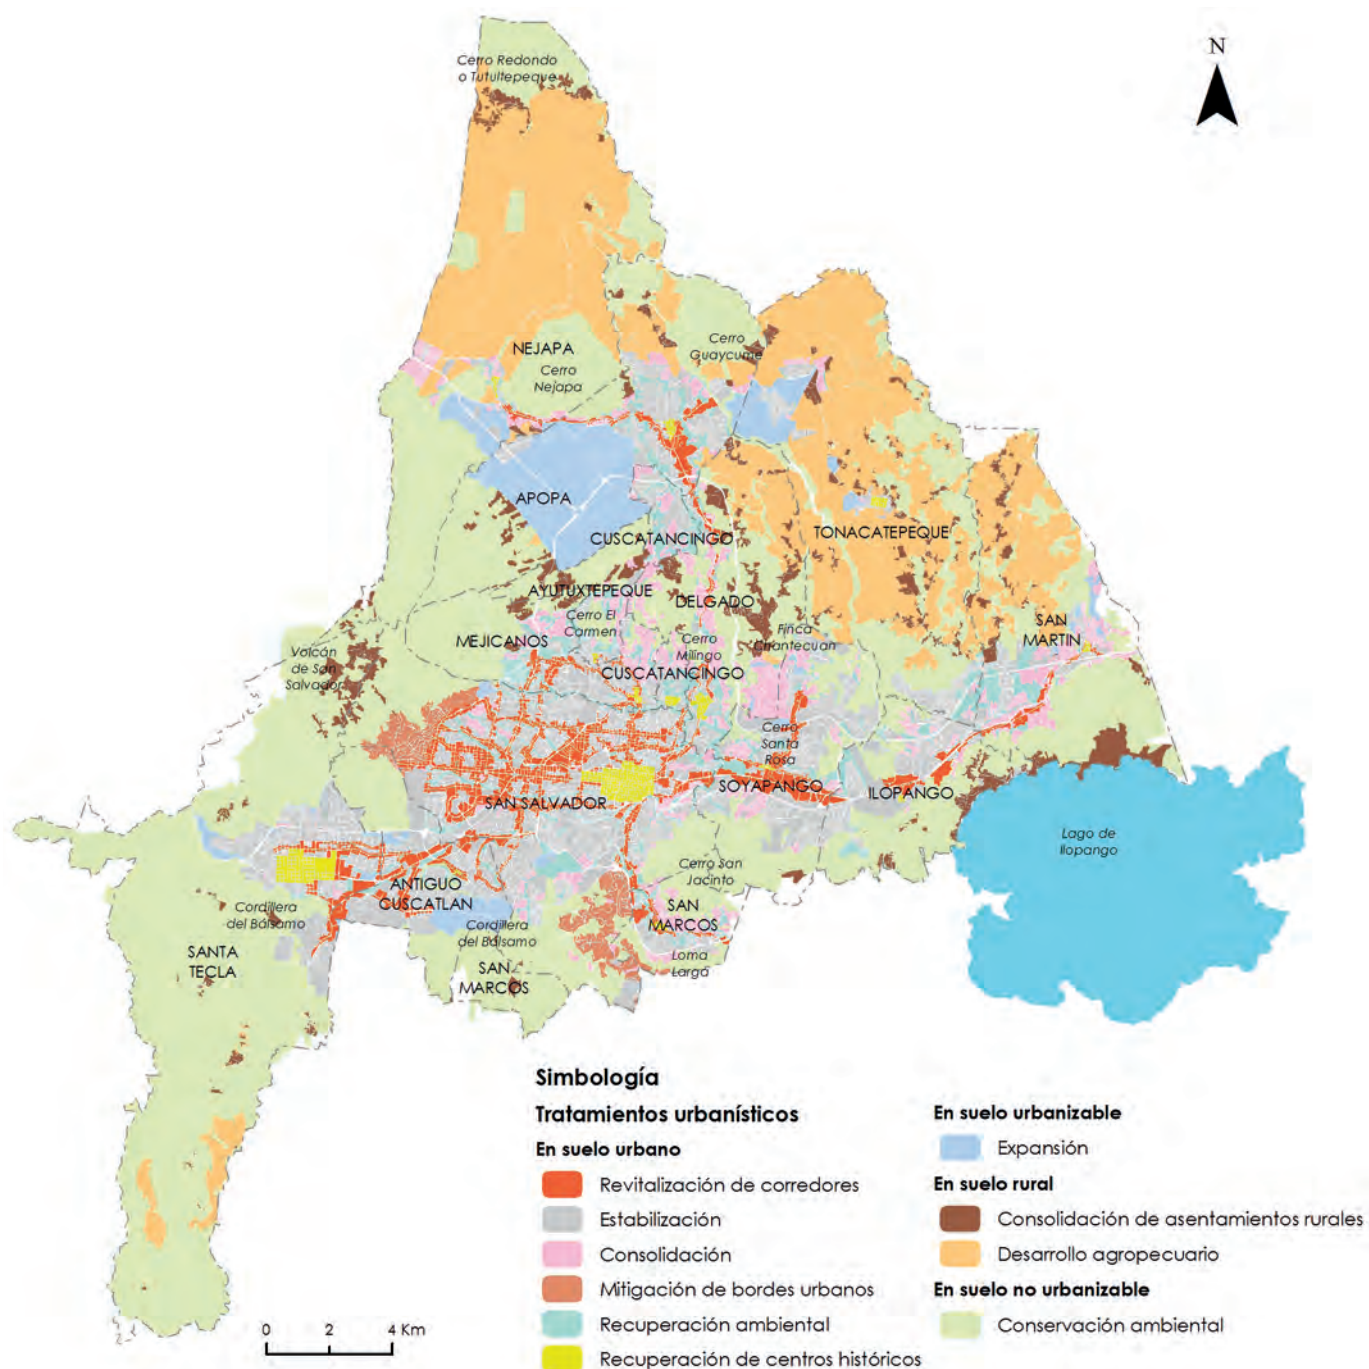 N
Cerro Redondo
o Tutultepeque
NEJAPA
Cerro
Nejapa
Cerro
Guaycume
APOPA
CUSCATANCINGO
TONACATEPEQUE
AYUTUXTEPEQUE
DELGADO
Cerro El
Carmen
Finca
Chantecuan
SAN
MARTIN
MEJICANOS
Cerro
Milingo
CUSCATANCINGO
Volcán
de San
Salvador
Cerro
Santa
Rosa
SAN SALVADOR
SOYAPANGO
ILOPANGO
Lago de
Ilopango
Cerro San
Jacinto
ANTIGUO
CUSCATLAN
Cordillera
del Bálsamo
Cordillera
del Bálsamo
SAN
MARCOS
SANTA
TECLA
SAN
MARCOS
Loma
Larga
Simbología
Tratamientos urbanísticos
En suelo urbano
Revitalización de corredores
Estabilización
Consolidación
Mitigación de bordes urbanos
Recuperación ambiental
Recuperación de centros históricos
En suelo urbanizable
Expansión
En suelo rural
Consolidación de asentamientos rurales
Desarrollo agropecuario
En suelo no urbanizable
Conservación ambiental
0 2 4 Km